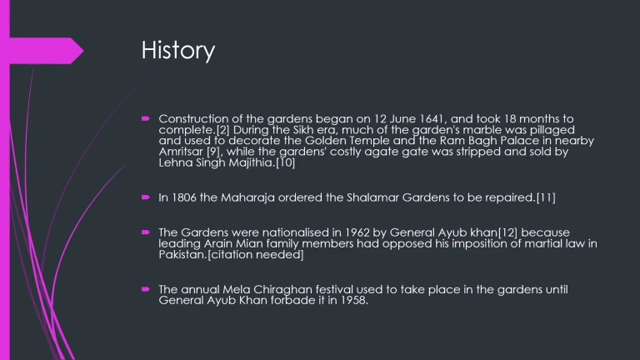 History
Construction of the gardens began on 12 June 1641, and took 18 months to
complete.[2] During the Sikh era, much of the garden's marble was pillaged
and used to decorate the Golden Temple and the Ram Bagh Palace in nearby
Amritsar [9], while the gardens' costly agate gate was stripped and sold by
Lehna Singh Majithia.[10]
In 1806 the Maharaja ordered the Shalamar Gardens to be repaired.[11]
The Gardens were nationalised in 1962 by General Ayub khan[12] because
leading Arain Mian family members had opposed his imposition of martial law in
Pakistan.[citation needed]
The annual Mela Chiraghan festival used to take place in the gardens until
General Ayub Khan forbade it in 1958.